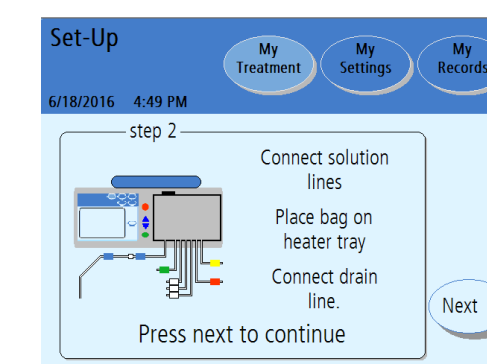 Set-Up
My
Treatment
My
Settings
My
Records
6/18/2016 4:49 PM
step 2
Connect solution
lines
Place bag on
heater tray
Connect drain
line.
Press next to continue
Next